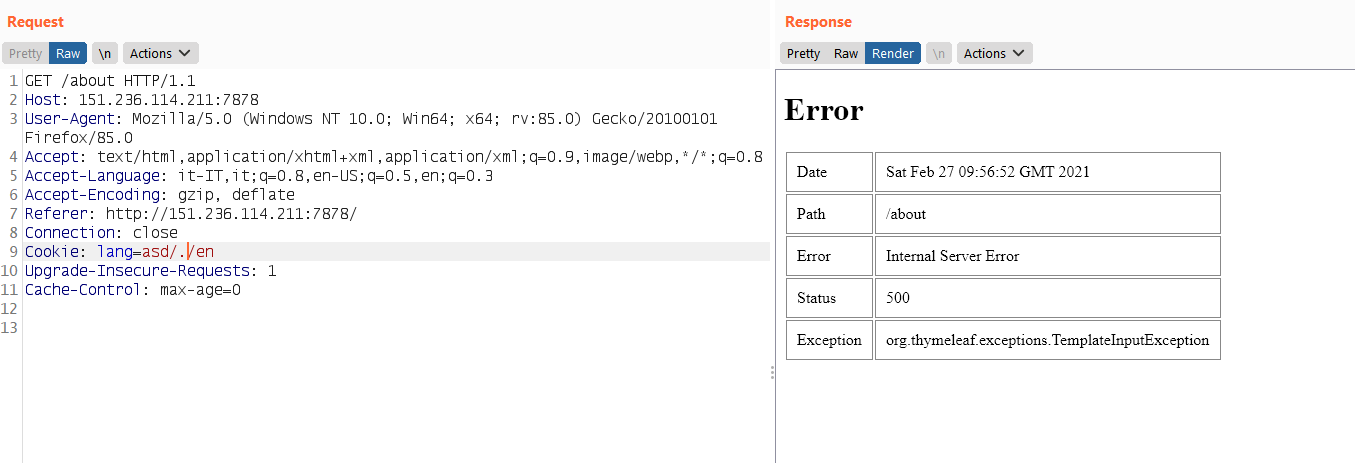 Request
Pretty Raw \n Actions
1 GET /about HTTP/1.1
2 Host: 151.236.114.211:7878
3 User-Agent: Mozilla/5.0 (Windows NT 10.0; Win64; x64; rv:85.0) Gecko/20100101
Firefox/85.0
4 Accept: text/html,application/xhtml+xml,application/xml;q=0.9,image/webp,*/*;q=0.8
5 Accept-Language: it-IT,it;q=0.8,en-US;q=0.5,en;q=0.3
6 Accept-Encoding: gzip, deflate
7 Referer: http://151.236.114.211:7878/
8 Connection: close
9 Cookie: lang=asd/./en
10 Upgrade-Insecure-Requests: 1
11 Cache-Control: max-age=0
12
13
Response
Pretty Raw Render \n Actions
Error
Date Sat Feb 27 09:56:52 GMT 2021
Path /about
Error Internal Server Error
Status 500
Exception org.thymeleaf.exceptions.TemplateInputException